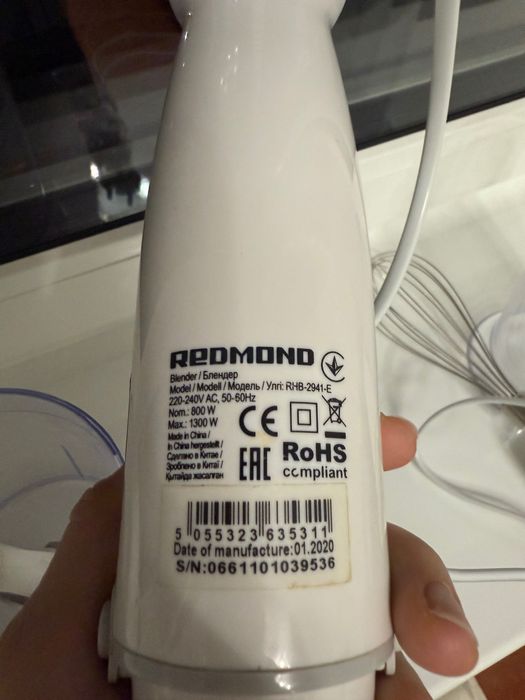 REDMOND
Blender / Блендер
Model / Modell / Модель / Улгі: RHB-2941-E
220-240V AC, 50-60Hz
Nom.: 800 W
Max.: 1300 W
Made in China /
In China hergestellt /
Сделано в Китае /
Зроблено в Китаї /
Қытайда жасалған
CE
EAC
RoHS
compliant
5 055323 635311
Date of manufacture:01.2020
S/N:0661101039536